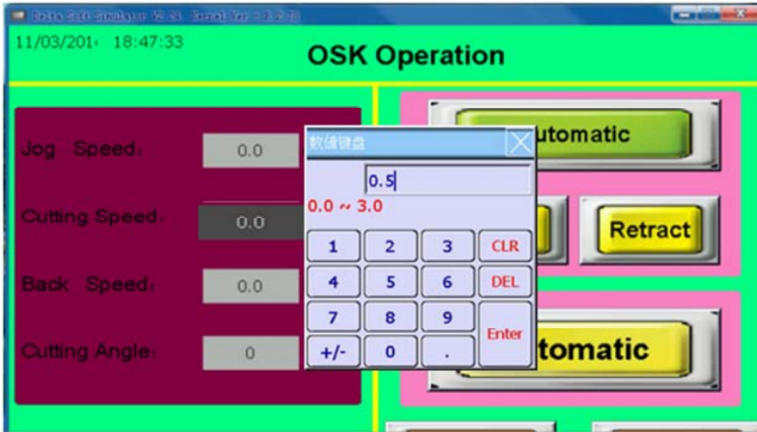 11/03/201 18:47:33
OSK Operation
Jog Speed:
0.0
Cutting Speed:
0.0
Back Speed:
0.0
Cutting Angle:
0
數值键盘
0.5
0.0 ~ 3.0
1 2 3 CLR
4 5 6 DEL
7 8 9
Enter
+/- 0 .
utomatic
Retract
tomatic